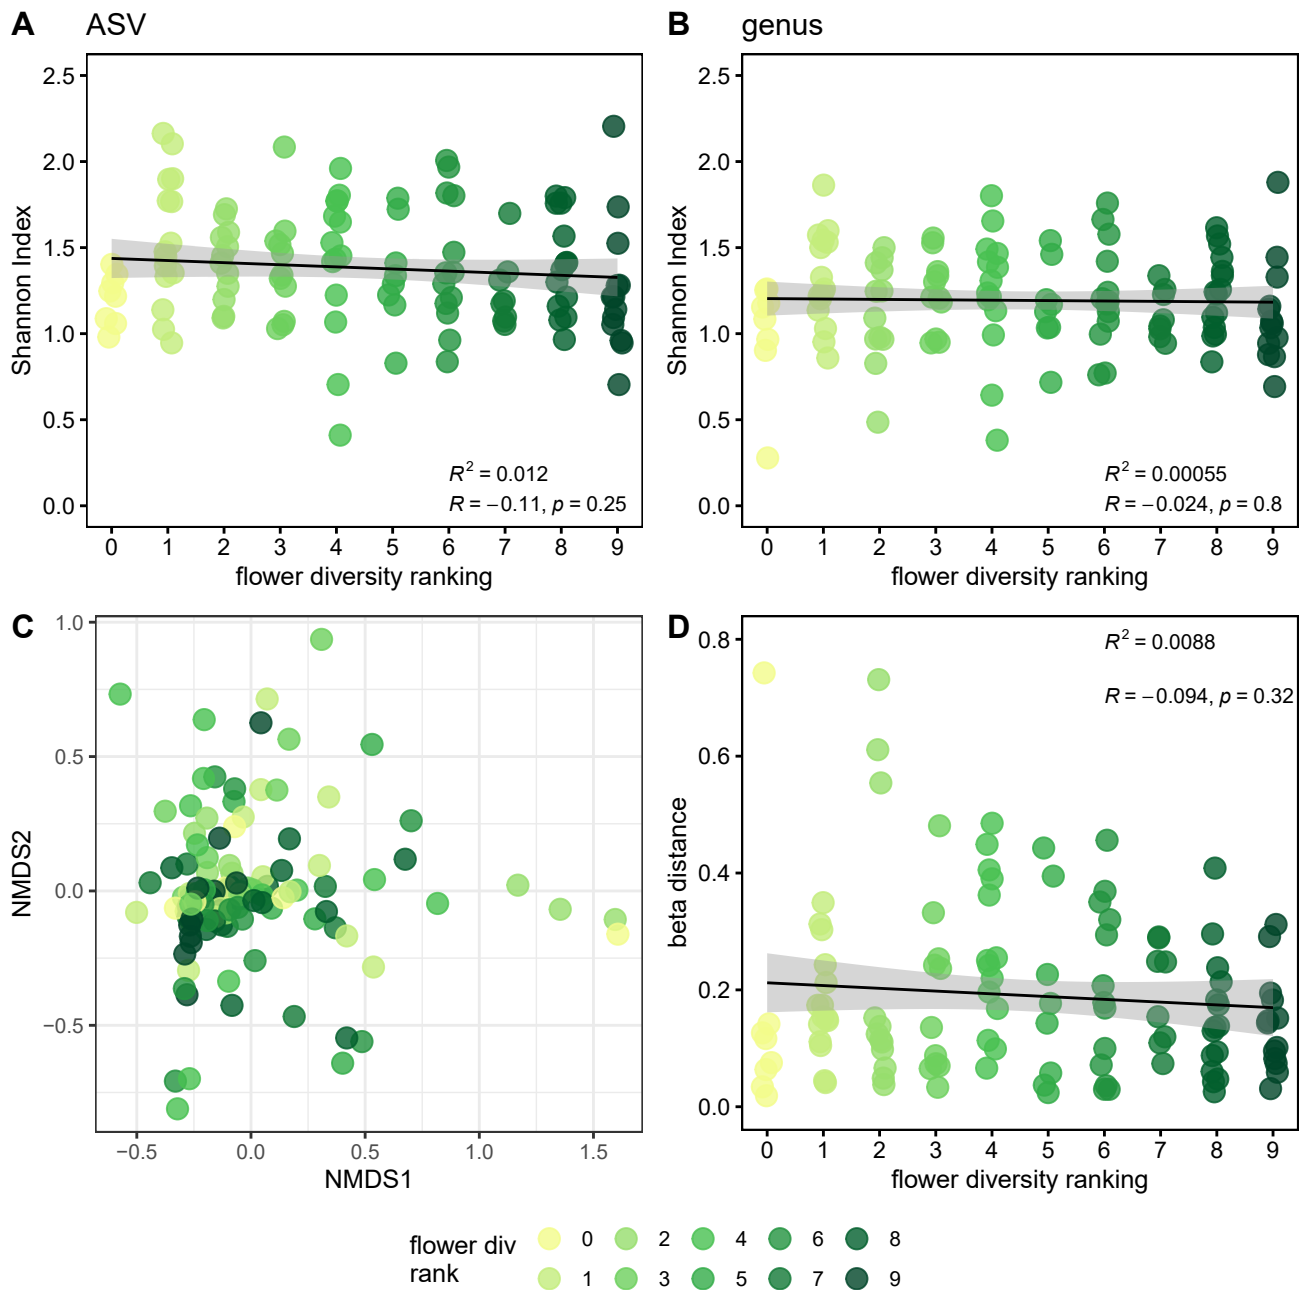 A ASV
2.5
2.0
1.5
1.0
0.5
0.0
Shannon Index
R² = 0.012
R = −0.11, p = 0.25
0 1 2 3 4 5 6 7 8 9
flower diversity ranking
B genus
2.5
2.0
1.5
1.0
0.5
0.0
Shannon Index
R² = 0.00055
R = −0.024, p = 0.8
0 1 2 3 4 5 6 7 8 9
flower diversity ranking
C
1.0
0.5
0.0
−0.5
NMDS2
−0.5 0.0 0.5 1.0 1.5
NMDS1
D
0.8
0.6
0.4
0.2
0.0
beta distance
R² = 0.0088
R = −0.094, p = 0.32
0 1 2 3 4 5 6 7 8 9
flower diversity ranking
flower div
rank
0 2 4 6 8
1 3 5 7 9